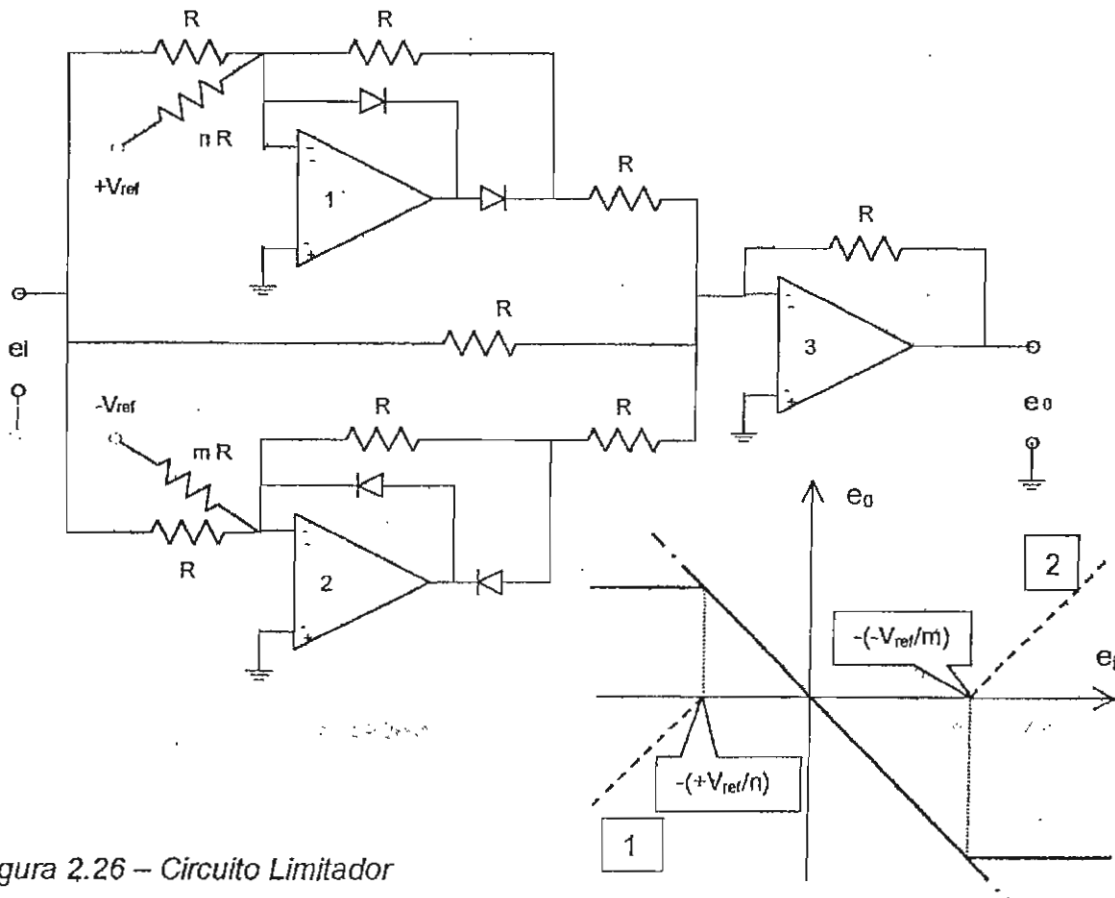 R
R
n R
+Vref
1
R
R
R
3
ei
e0
-Vref
m R
R
R
R
2
e0
2
-(-Vref/m)
ei
-(+Vref/n)
1
gura 2.26 – Circuito Limitador